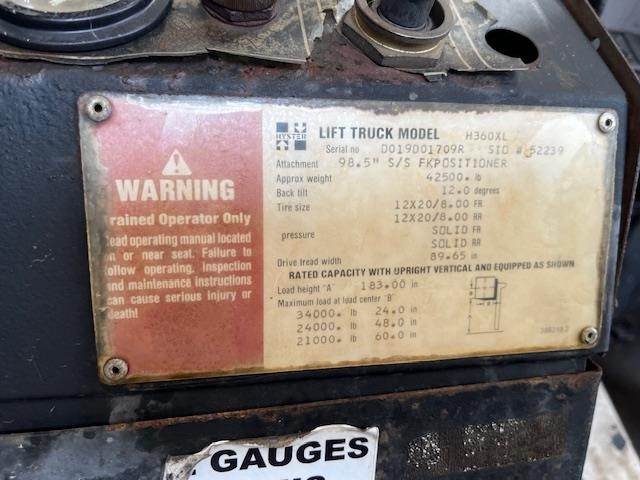 WARNING
rained Operator Only
ead operating manual located
n or near seat. Failure to
ollow operating, inspection
and maintenance instructions
can cause serious injury or
death!
HYSTER
LIFT TRUCK MODEL H360XL
Serial no D019D01709R SIO # 52239
Attachment 98.5" S/S FKPOSITIONER
Approx weight 42500. lb
Back tilt 12.0 degrees
Tire size 12X20/8.00 FR
12X20/8.00 RR
pressure SOLID FR
SOLID RR
Drive tread width 89.65 in
RATED CAPACITY WITH UPRIGHT VERTICAL AND EQUIPPED AS SHOWN
Load height "A" 183.00 in
Maximum load at load center "B"
34000. lb 24.0 in
24000. lb 48.0 in
21000. lb 60.0 in
GAUGES